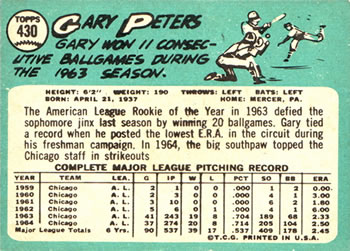 TOPPS
430
GARY PETERS
GARY WON 11 CONSEC-
UTIVE BALLGAMES DURING
THE 1963 SEASON.
HEIGHT: 6'2" WEIGHT: 190 THROWS: LEFT BATS: LEFT
BORN: APRIL 21, 1937 HOME: MERCER, PA.
The American League Rookie of the Year in 1963 defied the
sophomore jinx last season by winning 20 ballgames. Gary tied
a record when he posted the lowest E.R.A. in the circuit during
his freshman campaign. In 1964, the big southpaw topped the
Chicago staff in strikeouts
COMPLETE MAJOR LEAGUE PITCHING RECORD
YEAR TEAM LEA. G IP W L PCT SO BB ERA
1959 Chicago A. L. 2 1 0 0 .000 1 2 0.00
1960 Chicago A. L. 2 3 0 0 .000 4 1
1961 Chicago A. L. 3 10 0 0 .000 6 2
1962 Chicago A. L. 5 6 0 1 .000 4 1
1963 Chicago A. L. 41 243 19 8 .704 189 68 2.33
1964 Chicago A. L. 37 274 20 8 .714 205 104 2.50
Major League Totals 6 Yrs. 90 537 39 17 409 178 2.45
©T.C.G. PRINTED IN U.S.A.